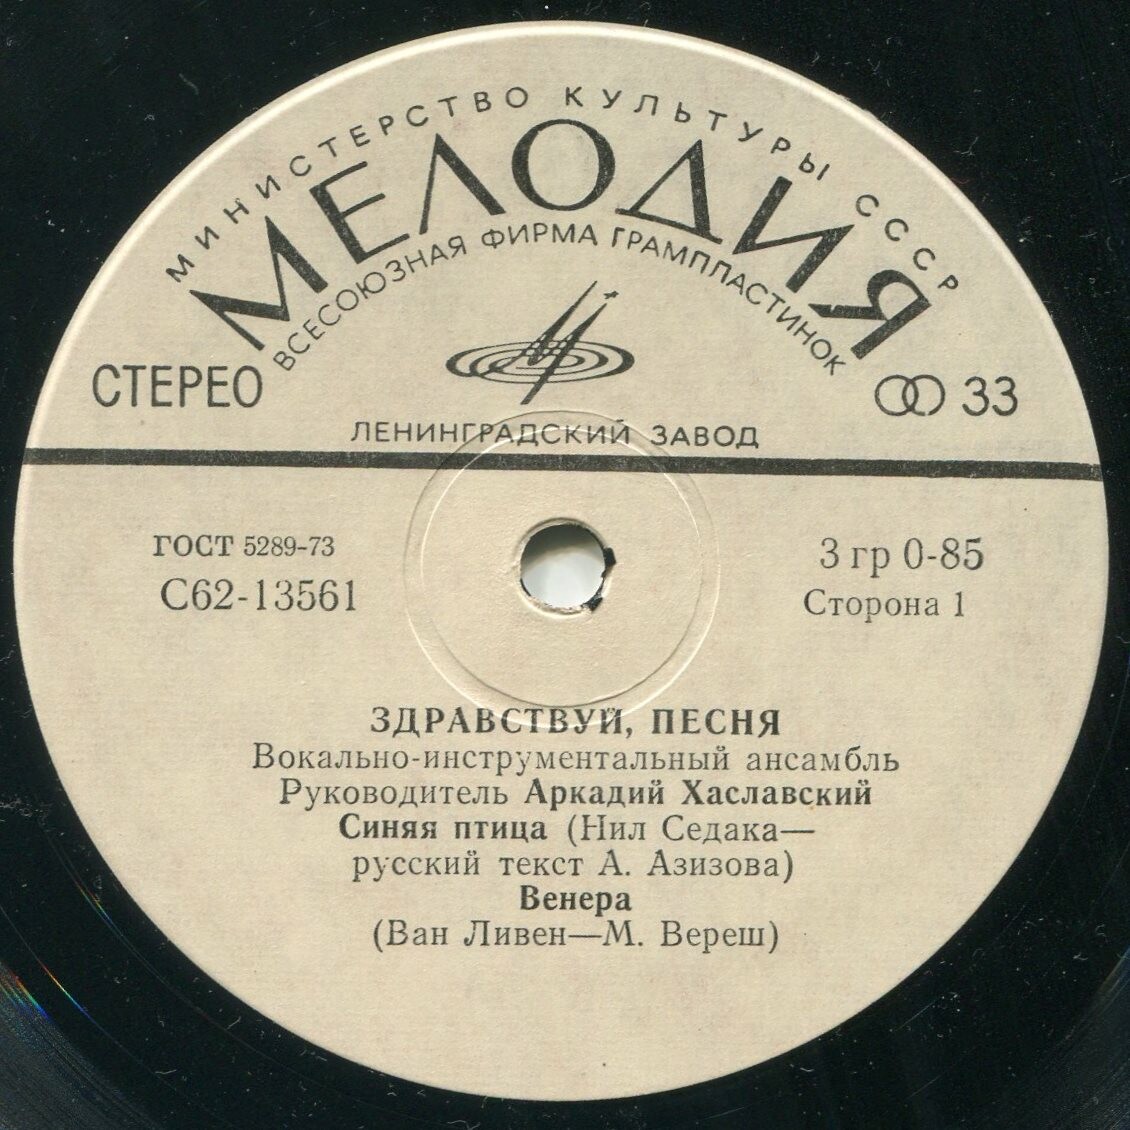 МИНИСТЕРСТВО КУЛЬТУРЫ СССР
МЕЛОДИЯ
ВСЕСОЮЗНАЯ ФИРМА ГРАМПЛАСТИНОК
СТЕРЕО
33
ЛЕНИНГРАДСКИЙ ЗАВОД
ГОСТ 5289-73
3 гр 0-85
С62-13561
Сторона 1
ЗДРАВСТВУЙ, ПЕСНЯ
Вокально-инструментальный ансамбль
Руководитель Аркадий Хаславский
Синяя птица (Нил Седака—
русский текст А. Азизова)
Венера
(Ван Ливен—М. Вереш)